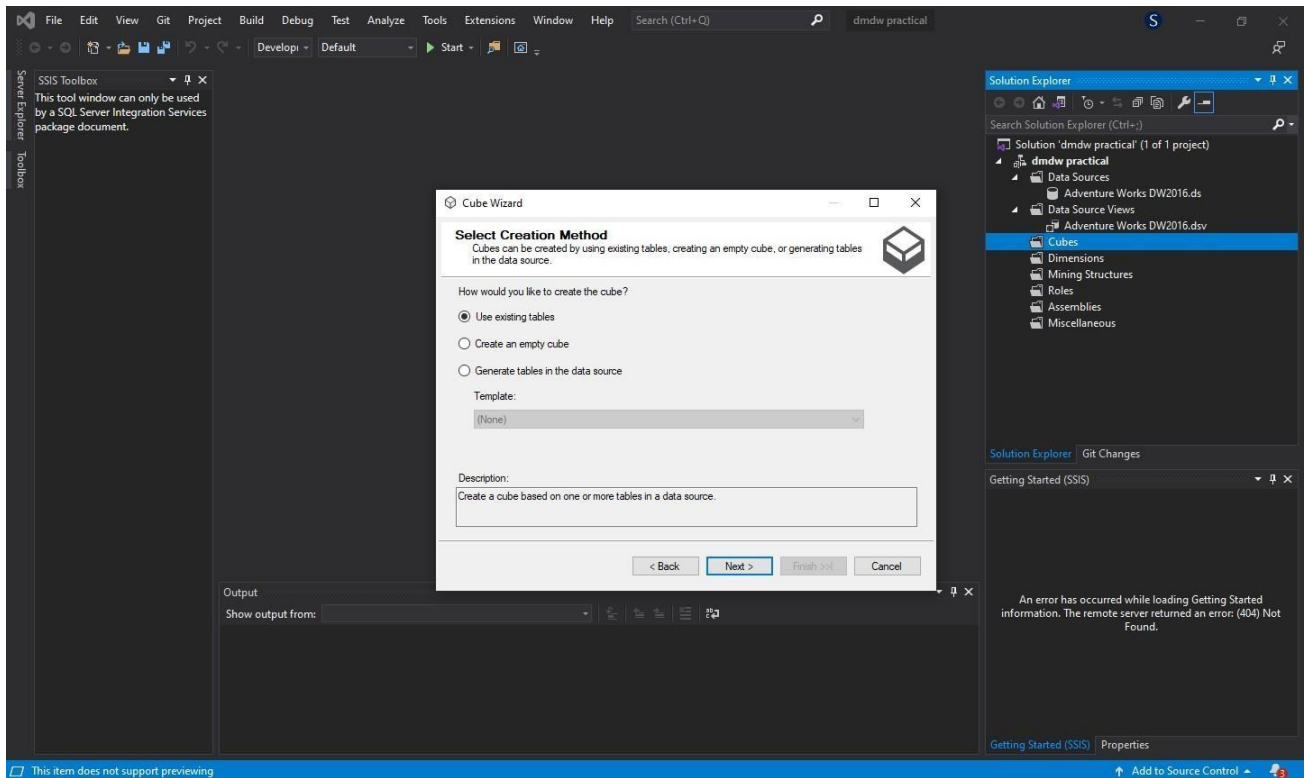 File Edit View Git Project Build Debug Test Analyze Tools Extensions Window Help Search (Ctrl+Q) dmdw practical S
Developı Default Start
Server Explorer
Toolbox
SSIS Toolbox
This tool window can only be used
by a SQL Server Integration Services
package document.
Cube Wizard
Select Creation Method
Cubes can be created by using existing tables, creating an empty cube, or generating tables
in the data source.
How would you like to create the cube?
Use existing tables
Create an empty cube
Generate tables in the data source
Template:
(None)
Description:
Create a cube based on one or more tables in a data source.
< Back Next > Finish >>| Cancel
Output
Show output from:
Solution Explorer
Search Solution Explorer (Ctrl+;)
Solution 'dmdw practical' (1 of 1 project)
dmdw practical
Data Sources
Adventure Works DW2016.ds
Data Source Views
Adventure Works DW2016.dsv
Cubes
Dimensions
Mining Structures
Roles
Assemblies
Miscellaneous
Solution Explorer Git Changes
Getting Started (SSIS)
An error has occurred while loading Getting Started
information. The remote server returned an error: (404) Not
Found.
Getting Started (SSIS) Properties
This item does not support previewing
Add to Source Control 3